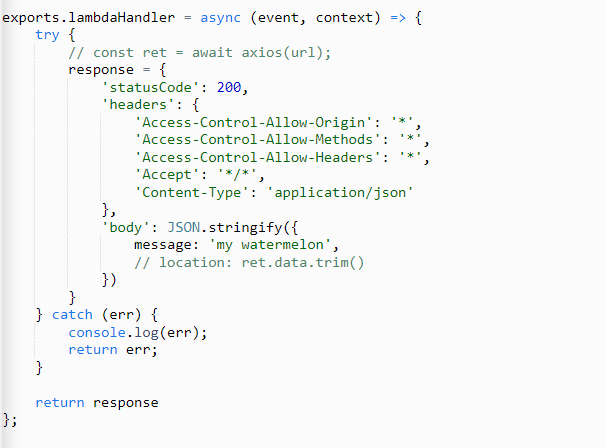 exports.lambdaHandler = async (event, context) => {
    try {
        // const ret = await axios(url);
        response = {
            'statusCode': 200,
            'headers': {
                'Access-Control-Allow-Origin': '*',
                'Access-Control-Allow-Methods': '*',
                'Access-Control-Allow-Headers': '*',
                'Accept': '*/*',
                'Content-Type': 'application/json'
            },
            'body': JSON.stringify({
                message: 'my watermelon',
                // location: ret.data.trim()
            })
        }
    } catch (err) {
        console.log(err);
        return err;
    }

    return response
};